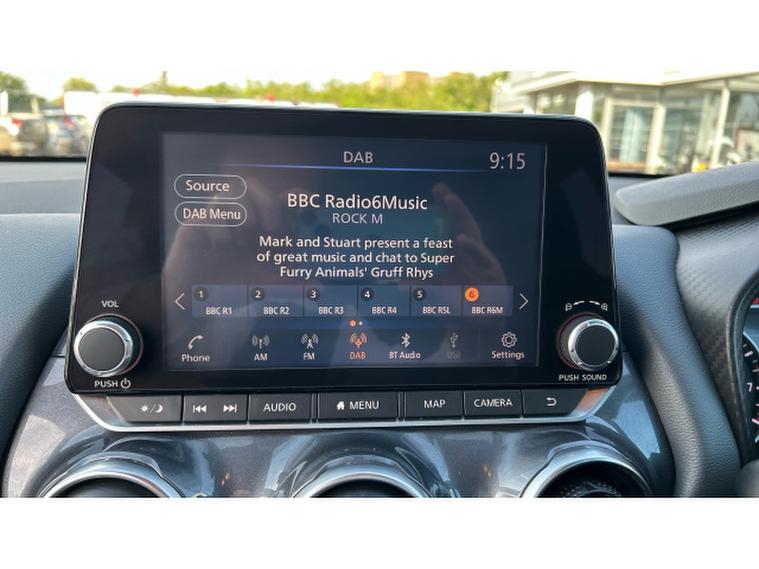 DAB
9:15
Source
DAB Menu
BBC Radio6Music
ROCK M
Mark and Stuart present a feast
of great music and chat to Super
Furry Animals' Gruff Rhys
1 2 3 4 5 6
BBC R1 BBC R2 BBC R3 BBC R4 BBC R5L BBC R6M
Phone AM FM DAB BT Audio USB Settings
VOL
PUSH
PUSH SOUND
AUDIO MENU MAP CAMERA